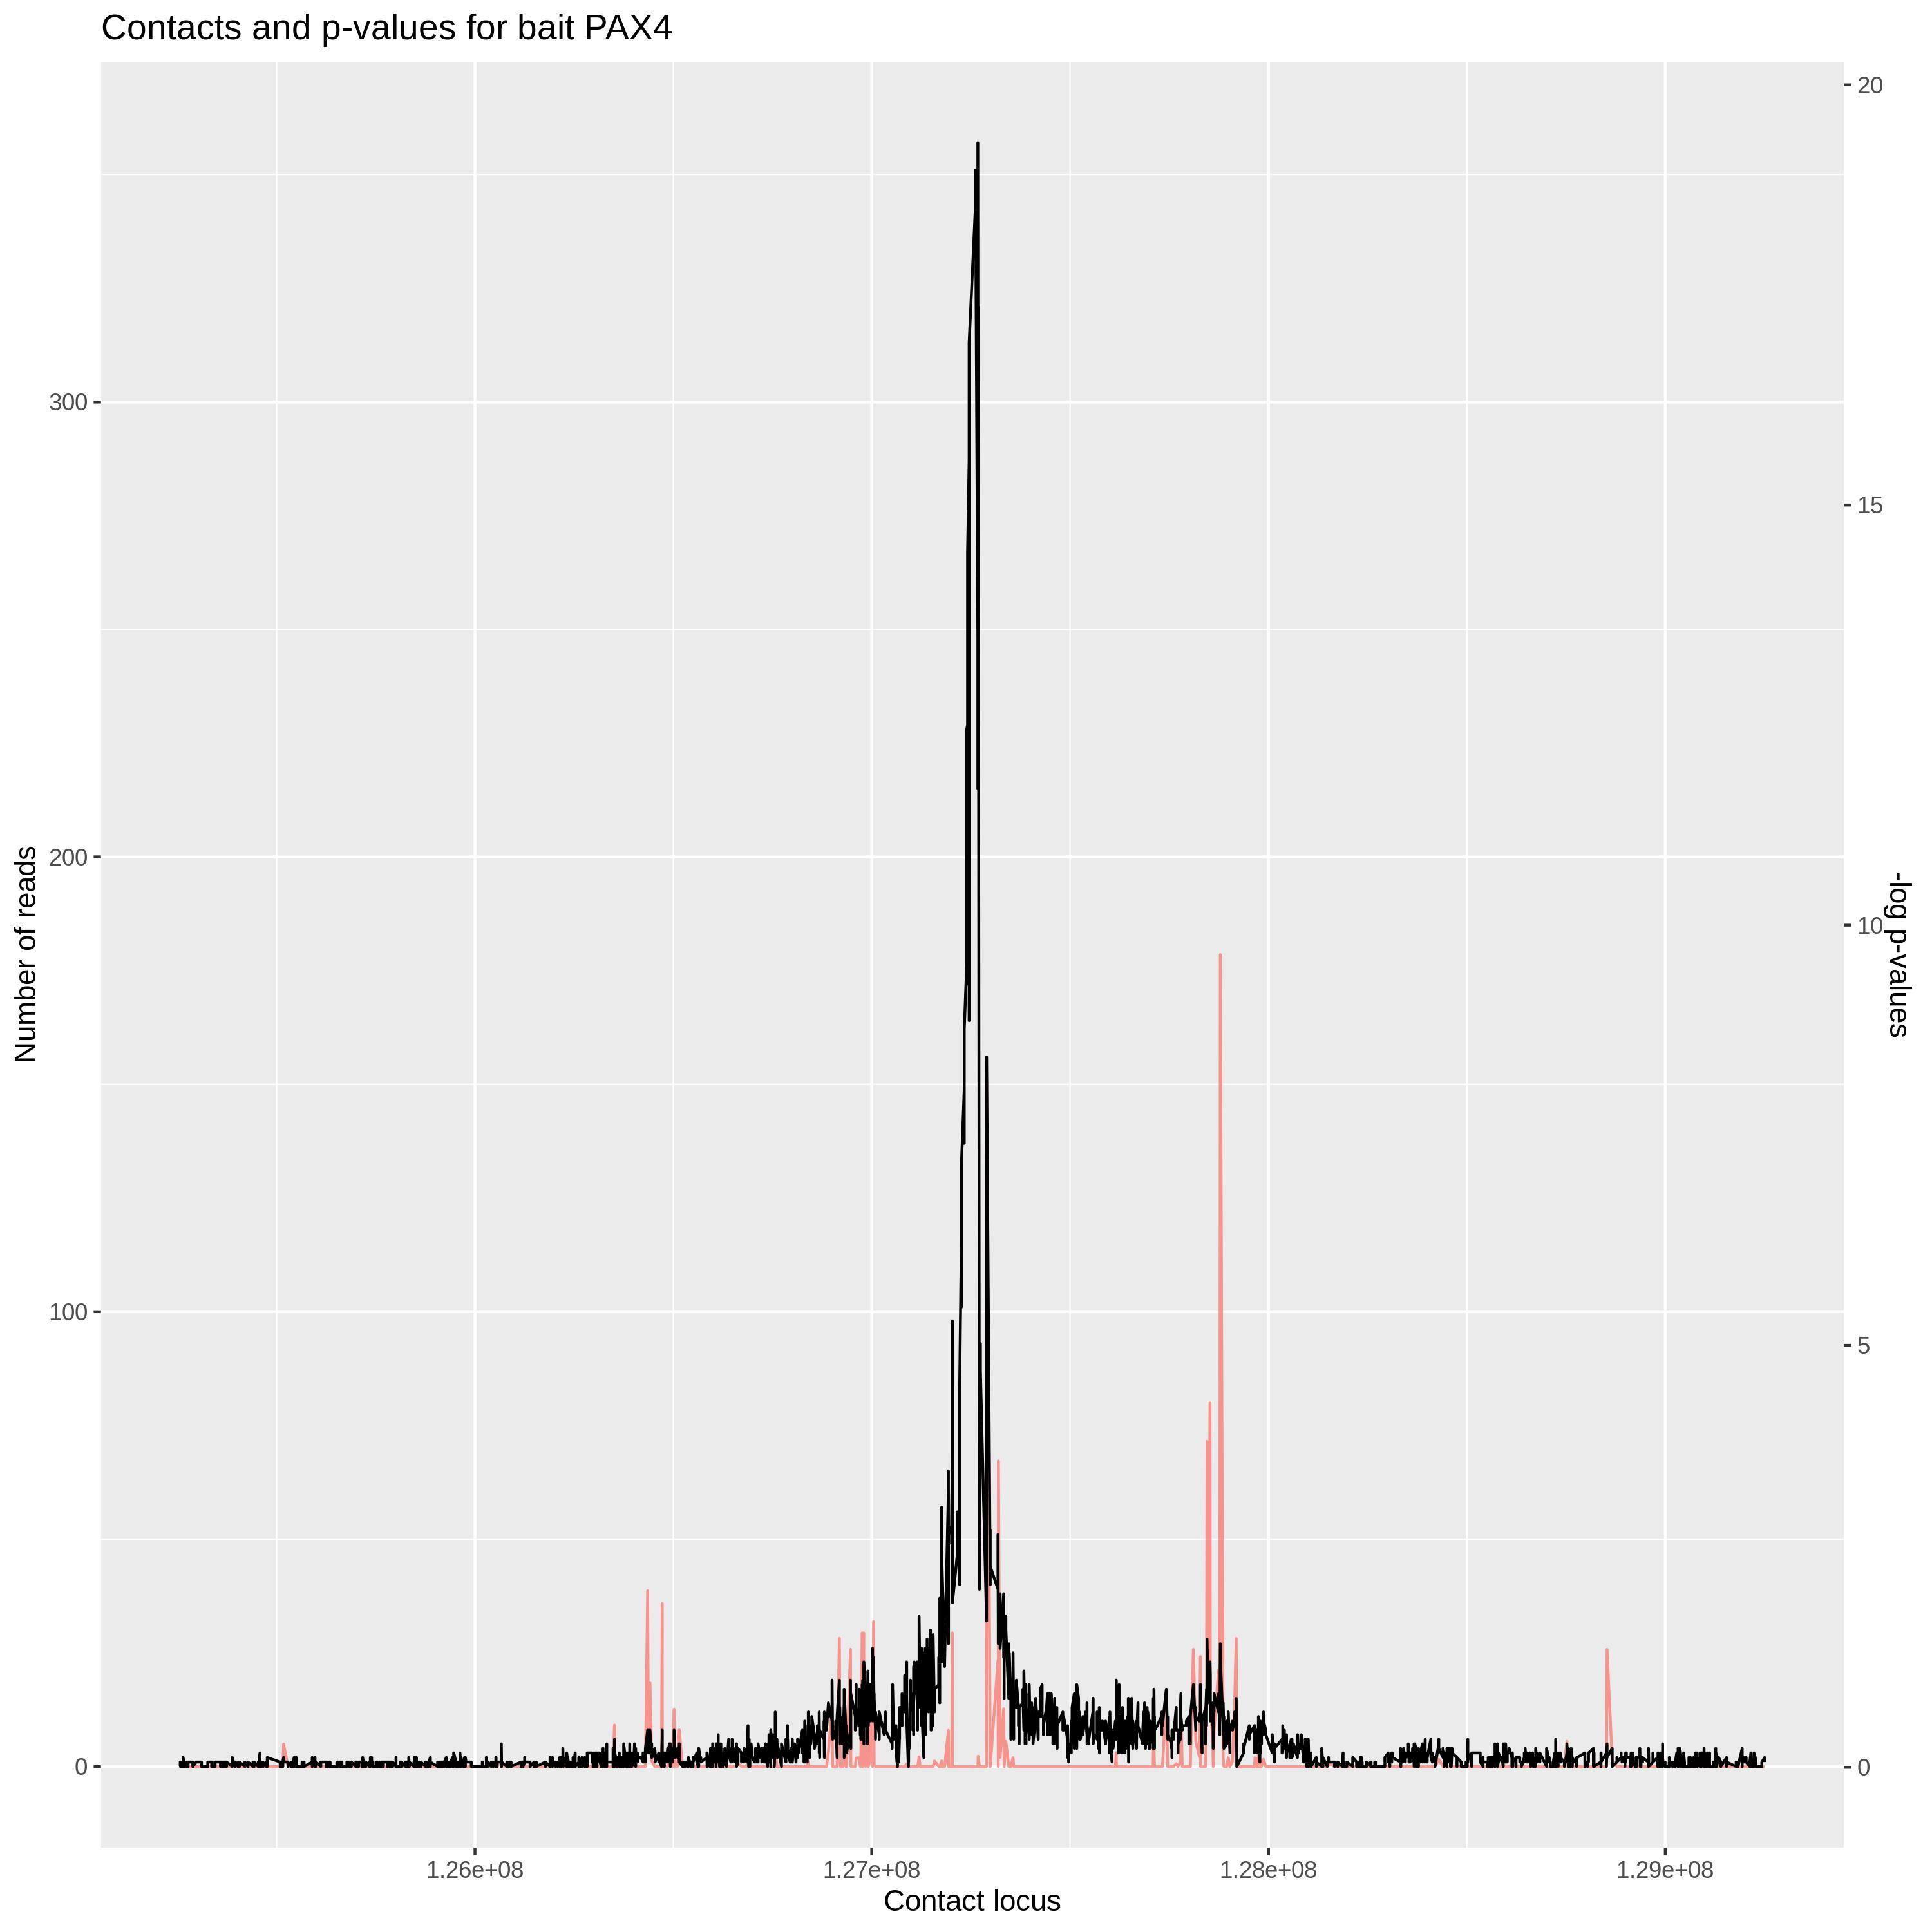 Contacts and p-values for bait PAX4
20
15
10
5
0
300
200
100
0
Number of reads
-log p-values
1.26e+08
1.27e+08
1.28e+08
1.29e+08
Contact locus